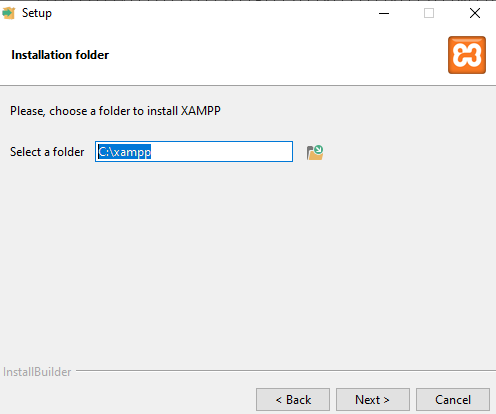 Setup
Installation folder
Please, choose a folder to install XAMPP
Select a folder C:\xampp
InstallBuilder
< Back Next > Cancel